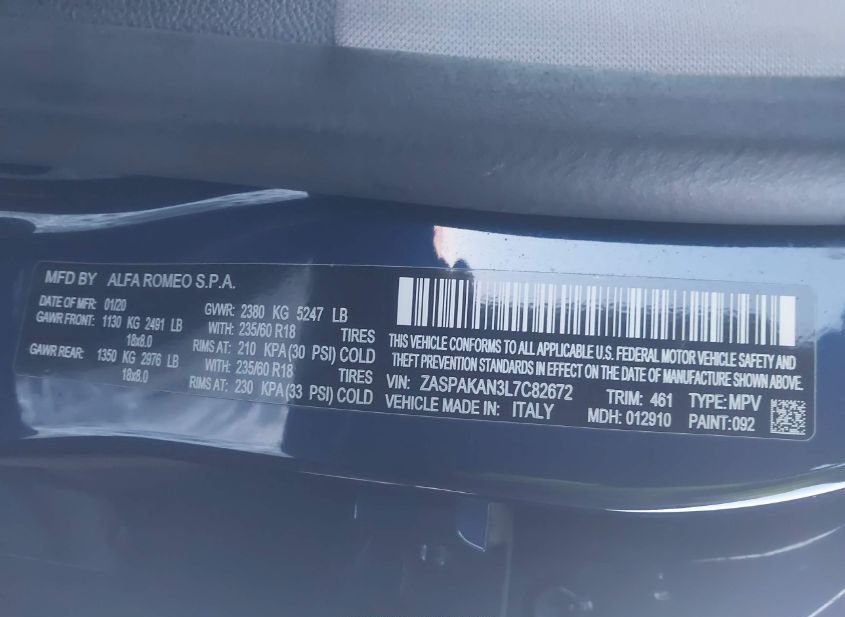 MFD BY ALFA ROMEO S.P.A.
DATE OF MFR: 01/20 GVWR: 2380 KG 5247 LB
GAWR FRONT: 1130 KG 2491 LB WITH: 235/60 R18 TIRES
18x8.0 RIMS AT: 210 KPA (30 PSI) COLD
GAWR REAR: 1350 KG 2976 LB WITH: 235/60 R18 TIRES
18x8.0 RIMS AT: 230 KPA (33 PSI) COLD
THIS VEHICLE CONFORMS TO ALL APPLICABLE U.S. FEDERAL MOTOR VEHICLE SAFETY AND
THEFT PREVENTION STANDARDS IN EFFECT ON THE DATE OF MANUFACTURE SHOWN ABOVE.
VIN: ZASPAKAN3L7C82672 TRIM: 461 TYPE: MPV
VEHICLE MADE IN: ITALY MDH: 012910 PAINT: 092